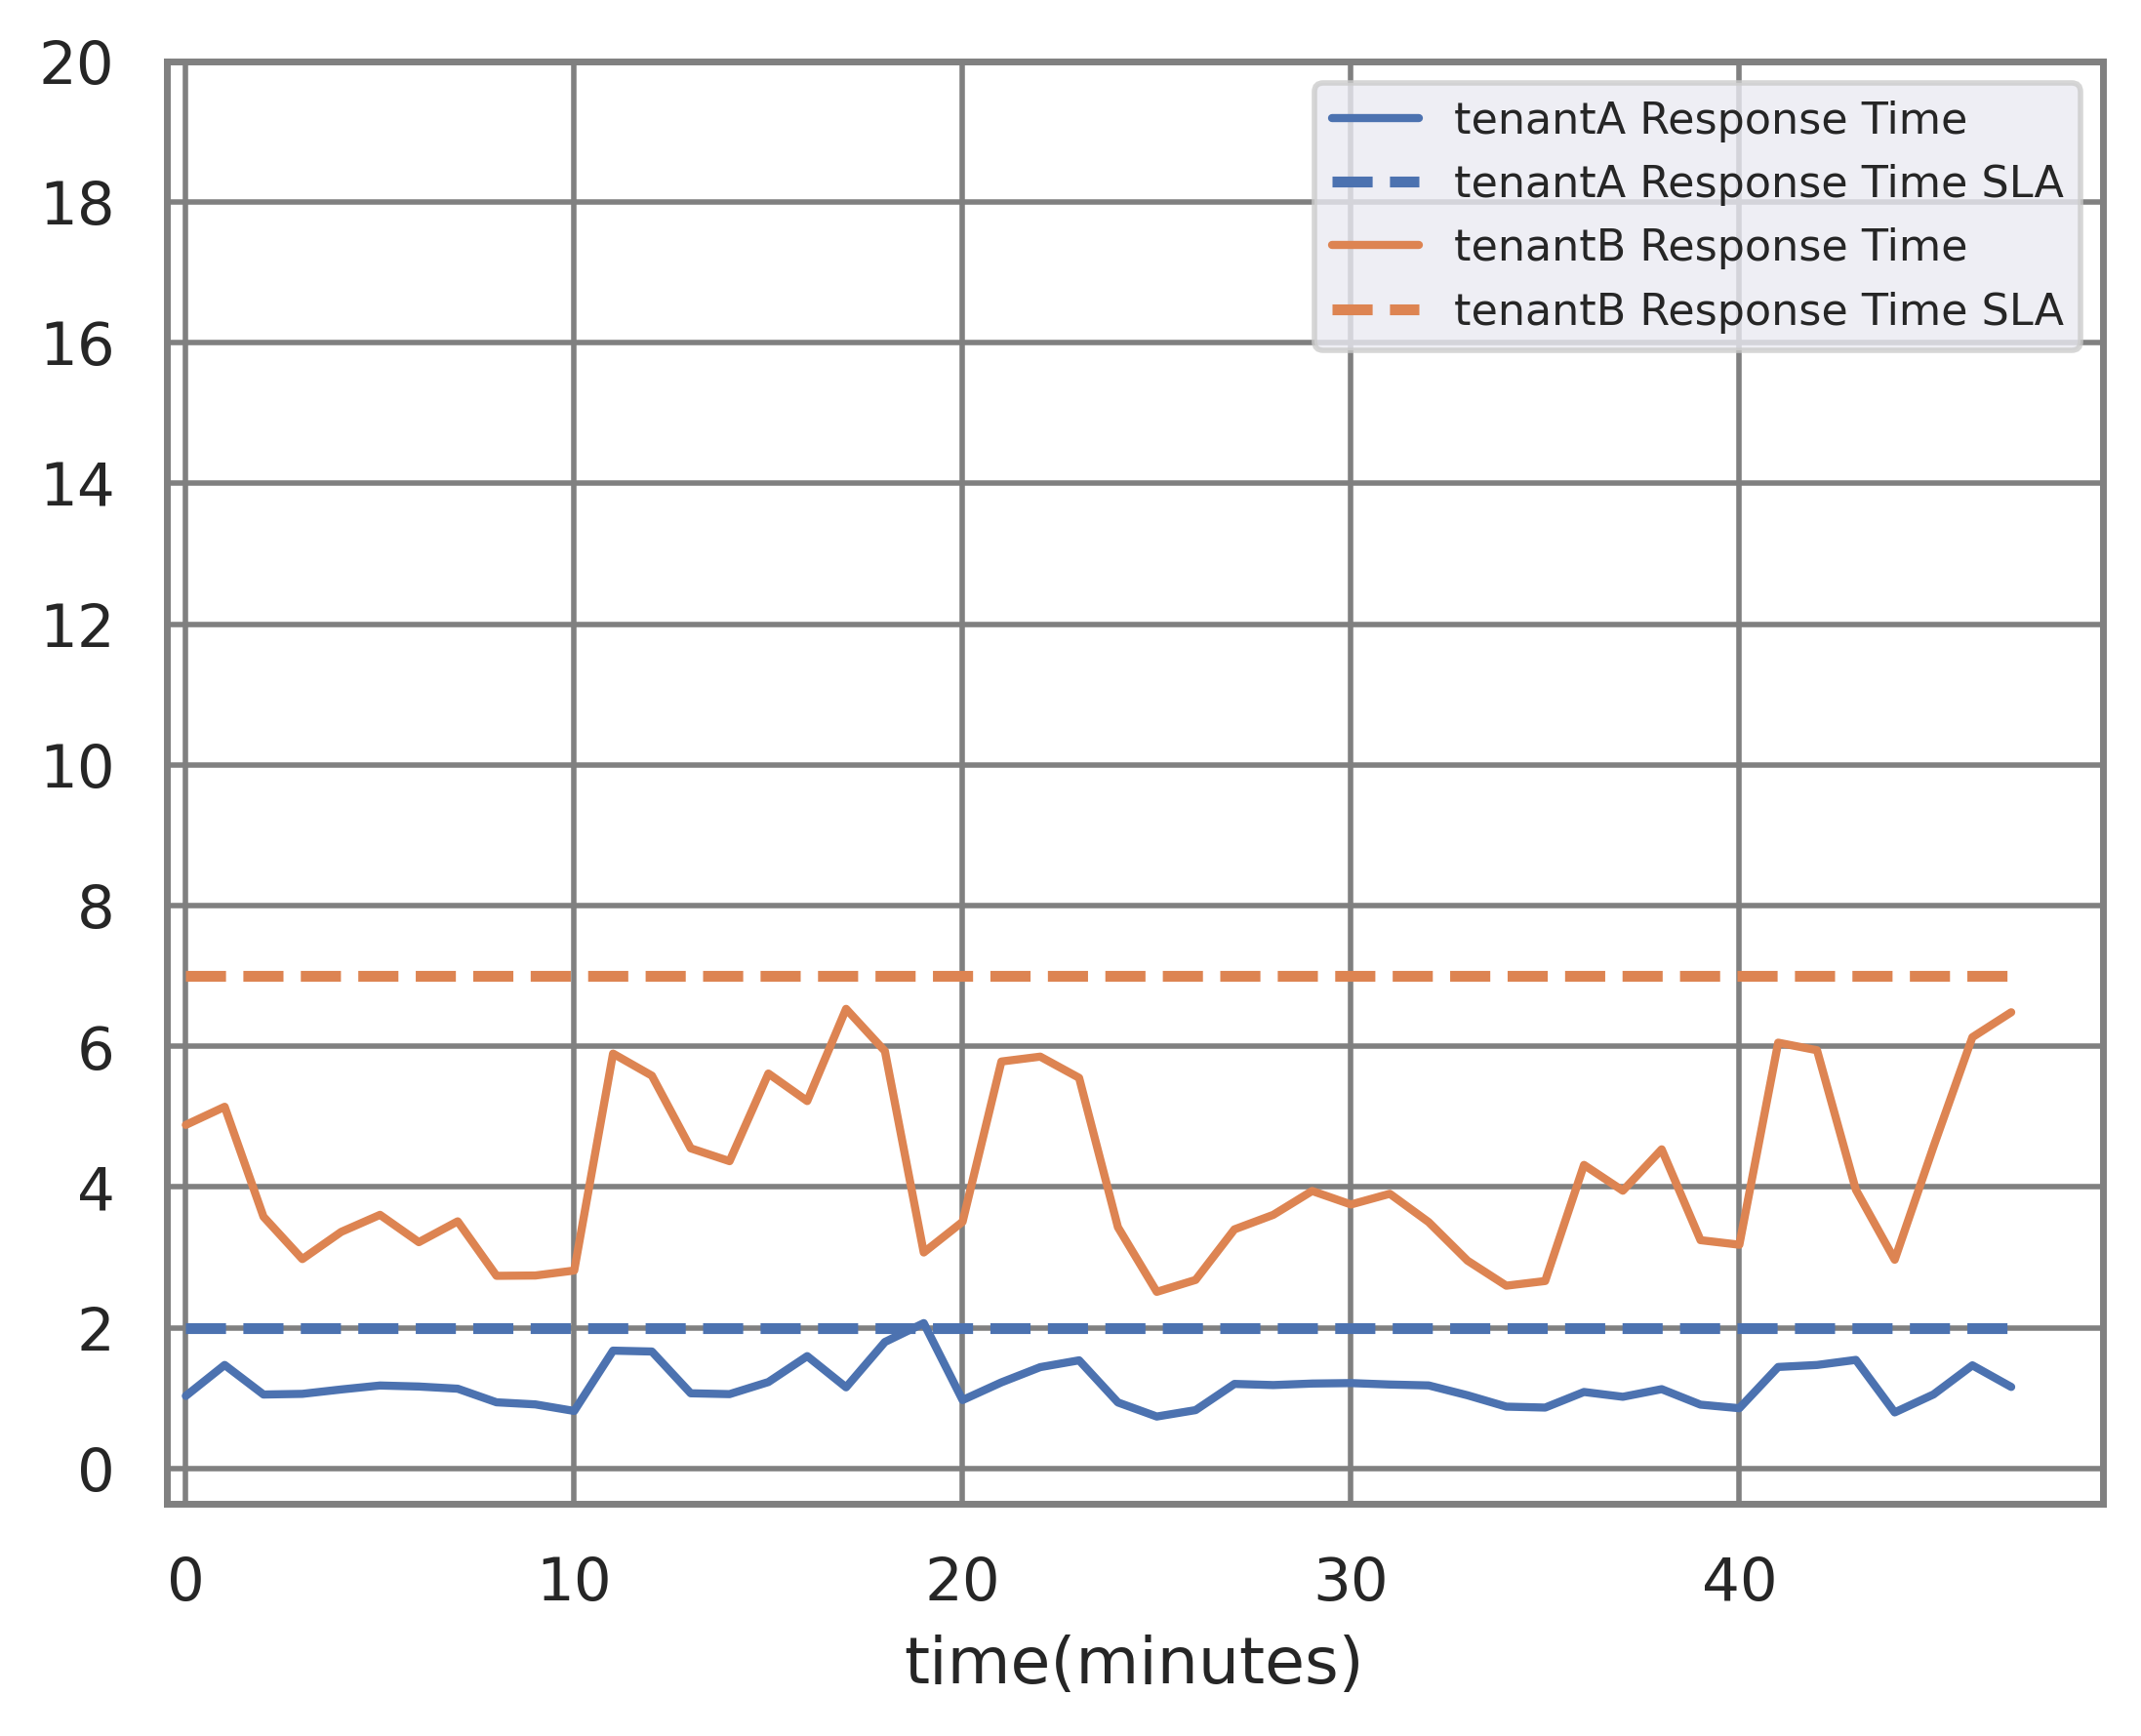 20
18
16
14
12
10
8
6
4
2
0
tenantA Response Time
tenantA Response Time SLA
tenantB Response Time
tenantB Response Time SLA
0 10 20 30 40
time(minutes)